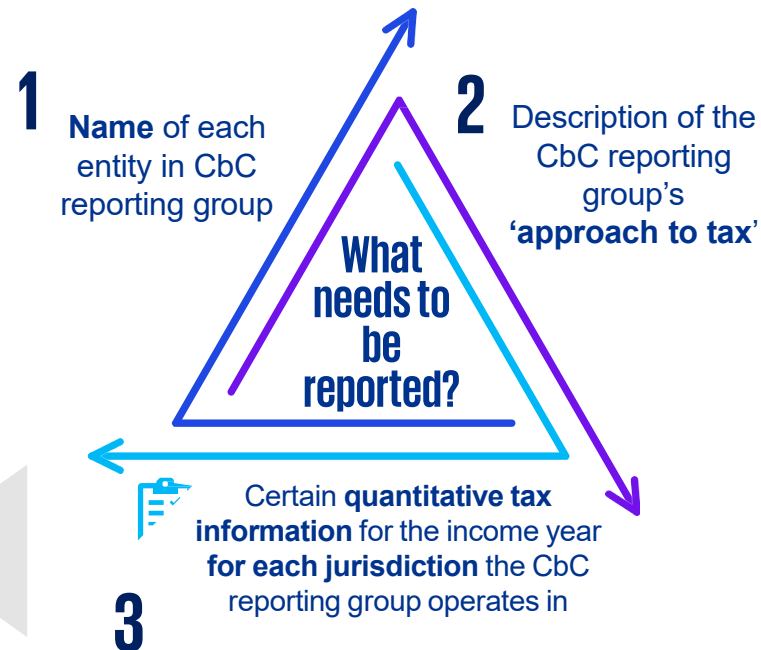 1
Name of each
entity in CbC
reporting group
2
Description of the
CbC reporting
group’s
‘approach to tax’
What
needs to
be
reported?
Certain quantitative tax
information for the income year
for each jurisdiction the CbC
reporting group operates in
3